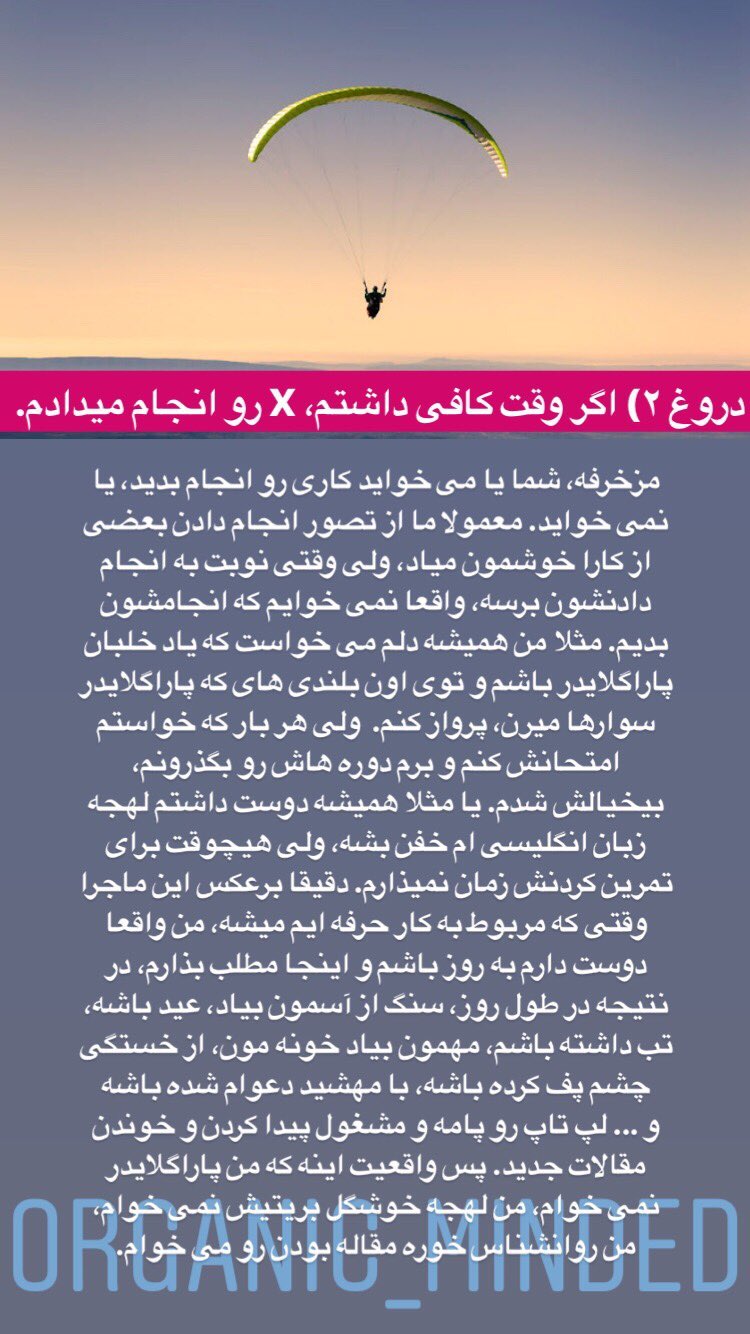 دروغ ۲) اگر وقت کافی داشتم، X رو انجام میدادم.
مزخرفه، شما یا می خواید کاری رو انجام بدید، یا
نمی خواید. معمولا ما از تصور انجام دادن بعضی
از کارا خوشمون میاد، ولی وقتی نوبت به انجام
دادنشون برسه، واقعا نمی خوایم که انجامشون
بدیم. مثلا من همیشه دلم می خواست که یاد خلبان
پاراگلایدر باشم و توی اون بلندی های که پاراگلایدر
سوارها میرن، پرواز کنم. ولی هر بار که خواستم
امتحانش کنم و برم دوره هاش رو بگذرونم،
بیخیالش شدم. یا مثلا همیشه دوست داشتم لهجه
زبان انگلیسی ام خفن بشه، ولی هیچوقت برای
تمرین کردنش زمان نمیذارم. دقیقا برعکس این ماجرا
وقتی که مربوط به کار حرفه ایم میشه، من واقعا
دوست دارم به روز باشم و اینجا مطلب بذارم، در
نتیجه در طول روز، سنگ از آسمون بیاد، عید باشه،
تب داشته باشم، مهمون بیاد خونه مون، از خستگی
چشم پف کرده باشه، با مهشید دعوام شده باشه
و ... لپ تاپ رو پامه و مشغول پیدا کردن و خوندن
مقالات جدید. پس واقعیت اینه که من پاراگلایدر
نمی خوام، من لهجه خوشگل بریتیش نمی خوام،
من روانشناس خوره مقاله بودن رو می خوام.
ORGANIC_MINDED